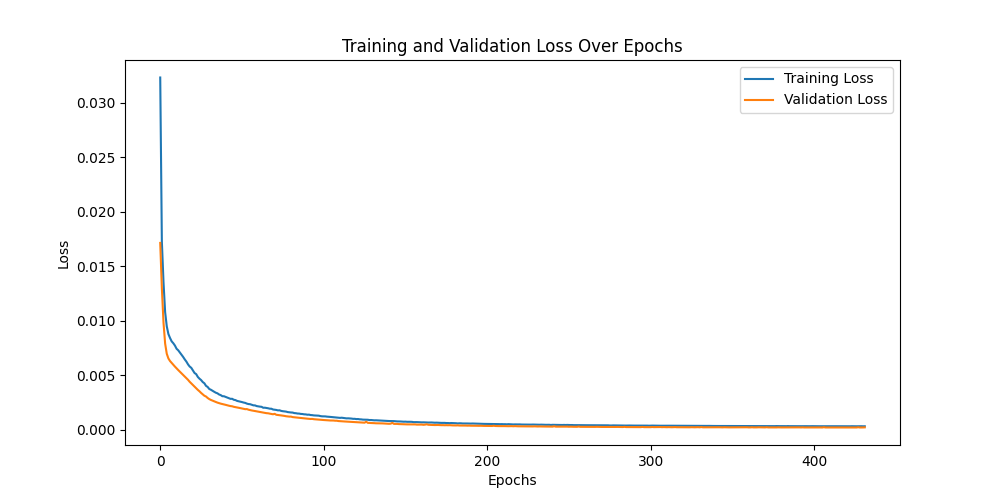 Training and Validation Loss Over Epochs
Training Loss
Validation Loss
0.030
0.025
0.020
0.015
0.010
0.005
0.000
Loss
0
100
200
300
400
Epochs